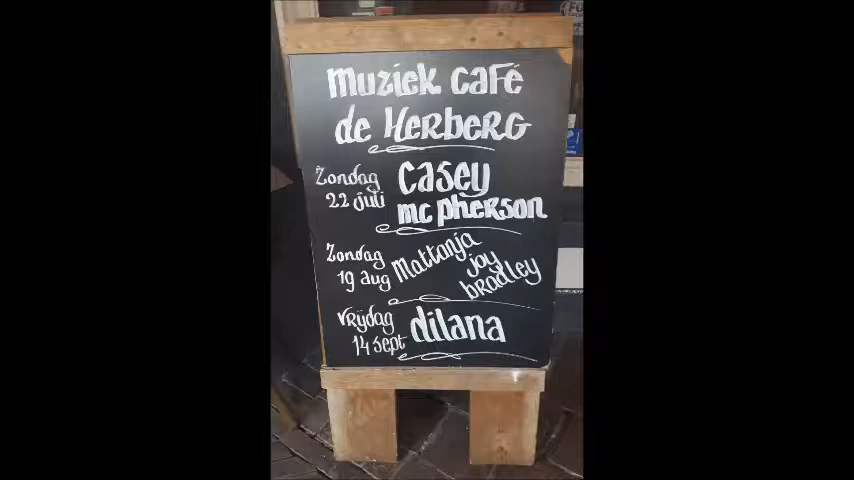 Muziek Café
de Herberg
Zondag
22 juli
Casey
mc pherson
Zondag
19 aug
Mattanja
joy
bradley
Vrijdag
14 sept
dilana